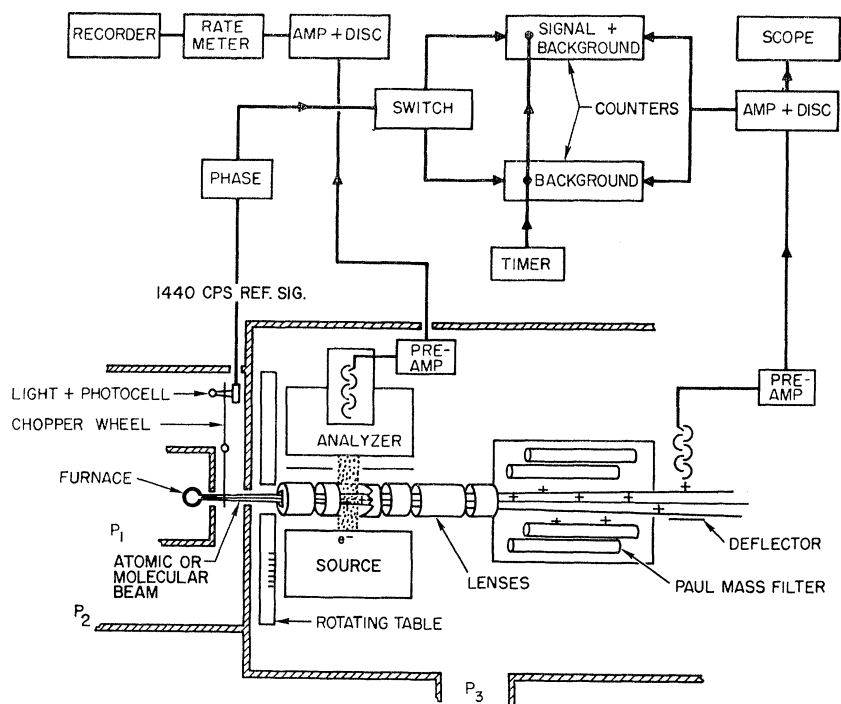 RECORDER
RATE
METER
AMP + DISC
SIGNAL +
BACKGROUND
SCOPE
SWITCH
COUNTERS
AMP + DISC
PHASE
BACKGROUND
TIMER
1440 CPS REF. SIG.
PRE-
AMP
PRE-
AMP
LIGHT + PHOTOCELL
CHOPPER WHEEL
ANALYZER
FURNACE
P1
ATOMIC OR
MOLECULAR
BEAM
e-
SOURCE
LENSES
DEFLECTOR
PAUL MASS FILTER
P2
ROTATING TABLE
P3